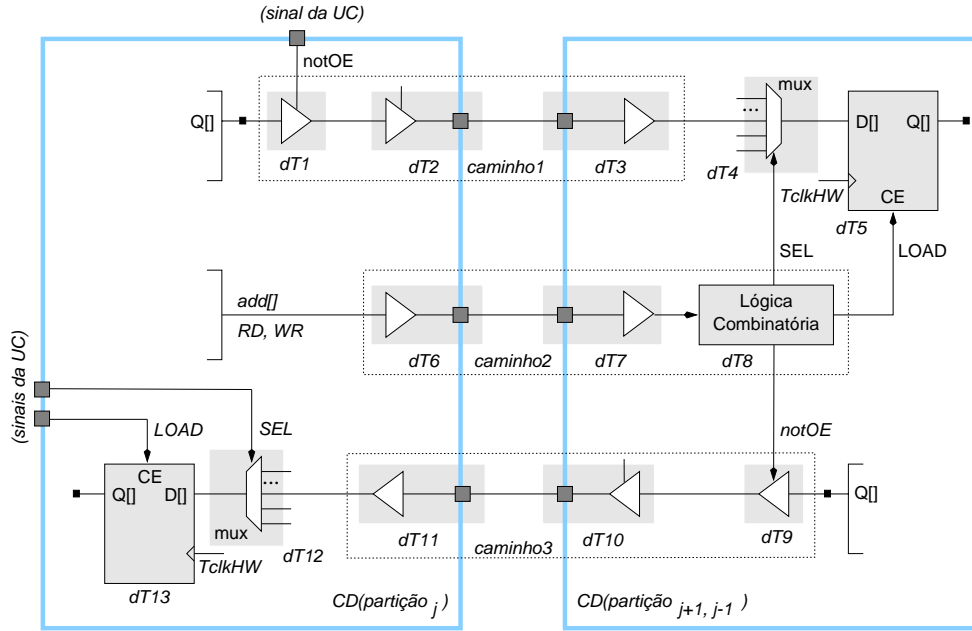 (sinal da UC)
notOE
mux
Q[]
...
D[]
Q[]
dT1
dT2
caminho1
dT3
dT4
TclkHW
CE
dT5
SEL
LOAD
add[]
RD, WR
Lógica
Combinatória
dT6
caminho2
dT7
dT8
(sinais da UC)
LOAD
SEL
notOE
CE
Q[]
D[]
...
Q[]
mux
dT11
dT10
dT9
TclkHW
dT12
caminho3
dT13
CD(partição j )
CD(partição j+1, j-1 )